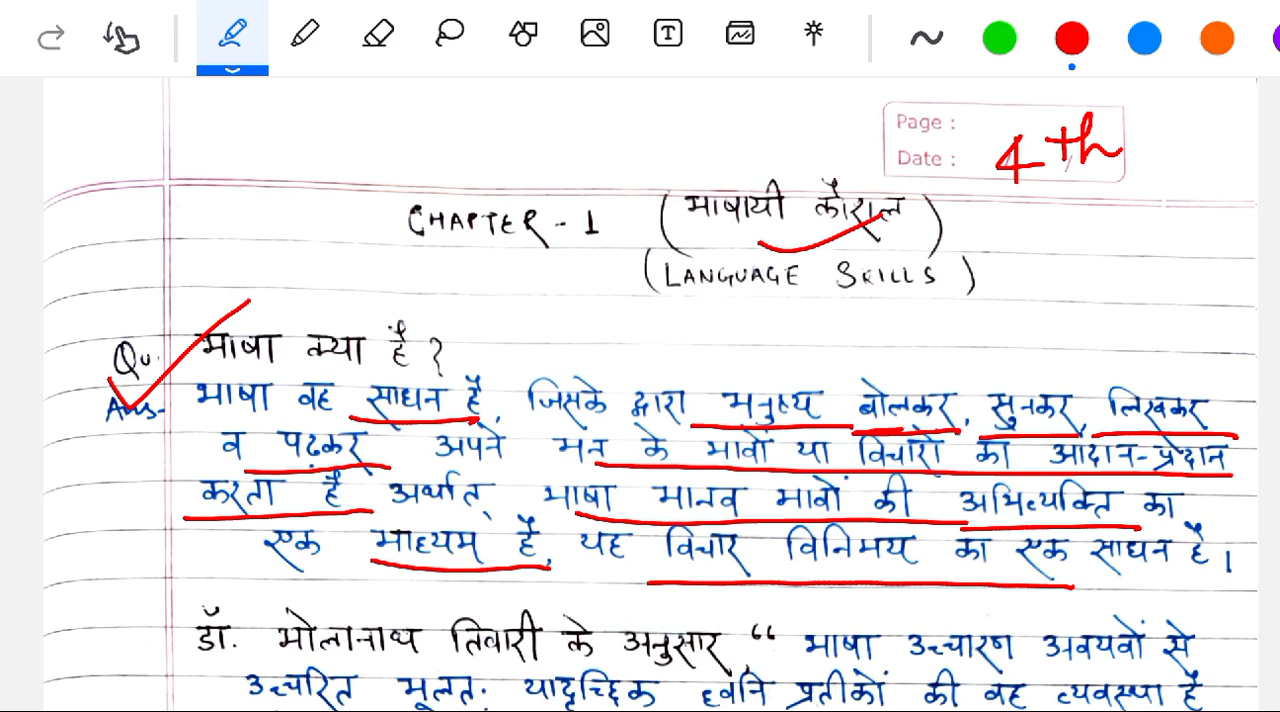 Page :
Date : 4th
CHAPTER - 1 (भाषायी कौशल)
(LANGUAGE SKILLS)
Qu. भाषा क्या है?
Ans- भाषा वह साधन है, जिसके द्वारा मनुष्य बोलकर, सुनकर, लिखकर
व पढ़कर अपने मन के भावों या विचारों का आदान-प्रदान
करता है अर्थात् भाषा मानव भावों की अभिव्यक्ति का
एक माध्यम है, यह विचार विनिमय का एक साधन है।
डॉ. भोलानाथ तिवारी के अनुसार “ भाषा उच्चारण अवयवों से
उच्चरित मूलत: यादृच्छिक ध्वनि प्रतीकों की वह व्यवस्था है